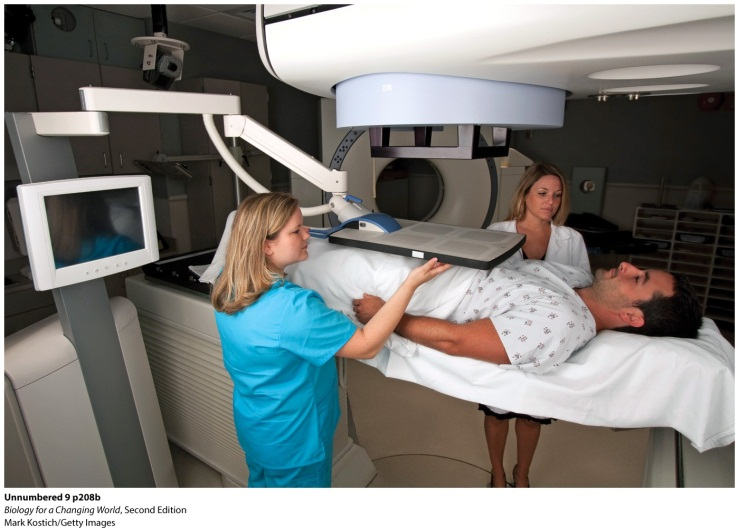 Unnumbered 9 p208b
Biology for a Changing World, Second Edition
Mark Kostich/Getty Images